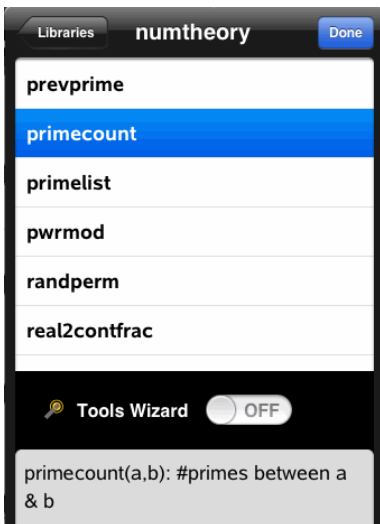 Libraries numtheory Done
prevprime
primecount
primelist
pwrmod
randperm
real2contfrac
Tools Wizard OFF
primecount(a,b): #primes between a
& b